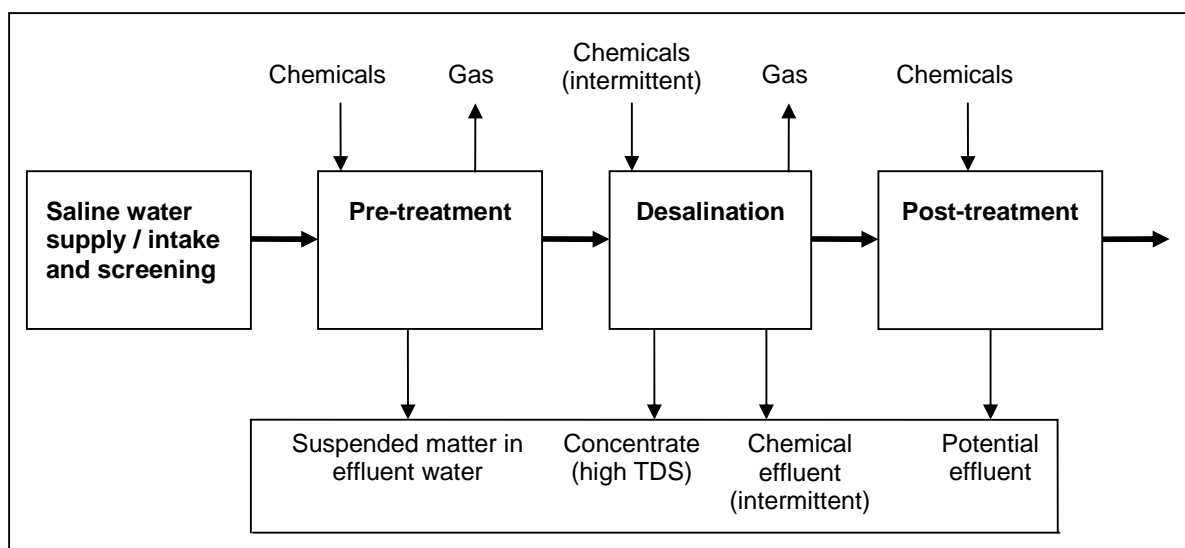 Chemicals
Gas
Chemicals
(intermittent)
Gas
Chemicals
Saline water
supply / intake
and screening
Pre-treatment
Desalination
Post-treatment
Suspended matter in
effluent water
Concentrate
(high TDS)
Chemical
effluent
(intermittent)
Potential
effluent